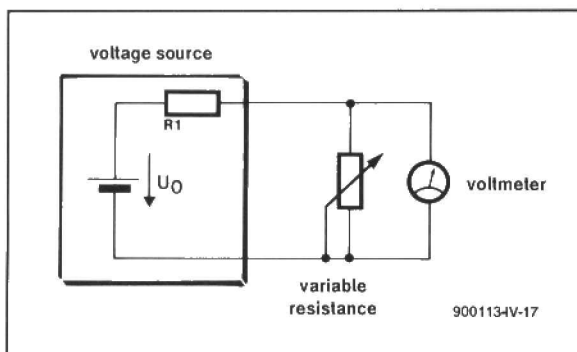 voltage source
R1
U0
voltmeter
variable
resistance
900113-IV-17